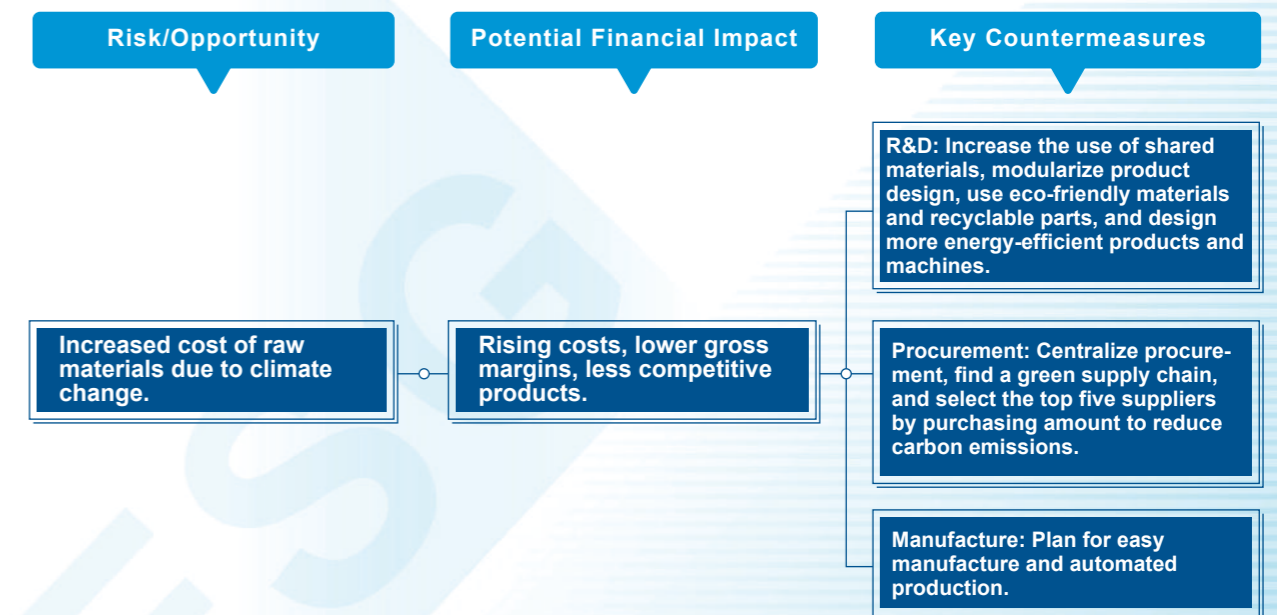 Risk/Opportunity
Potential Financial Impact
Key Countermeasures
Increased cost of raw
materials due to climate
change.
Rising costs, lower gross
margins, less competitive
products.
R&D: Increase the use of shared
materials, modularize product
design, use eco-friendly materials
and recyclable parts, and design
more energy-efficient products and
machines.
Procurement: Centralize procure-
ment, find a green supply chain,
and select the top five suppliers
by purchasing amount to reduce
carbon emissions.
Manufacture: Plan for easy
manufacture and automated
production.
ESG